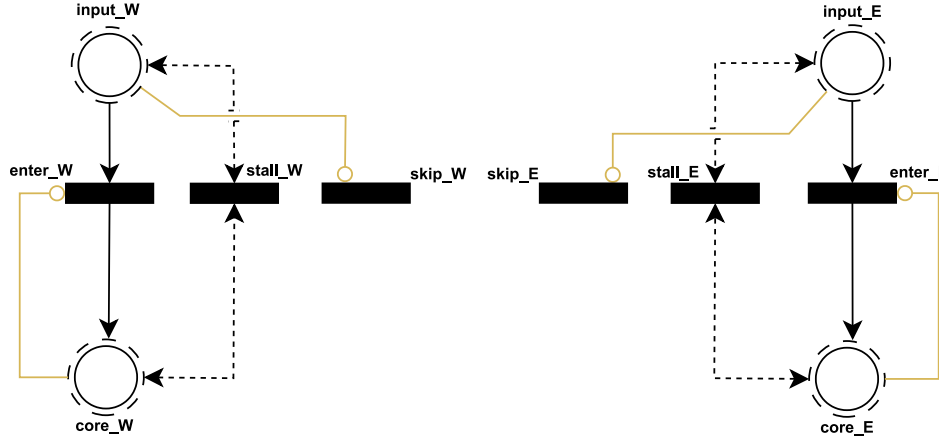 input_W
input_E
enter_W
stall_W
skip_W
skip_E
stall_E
enter_
core_W
core_E